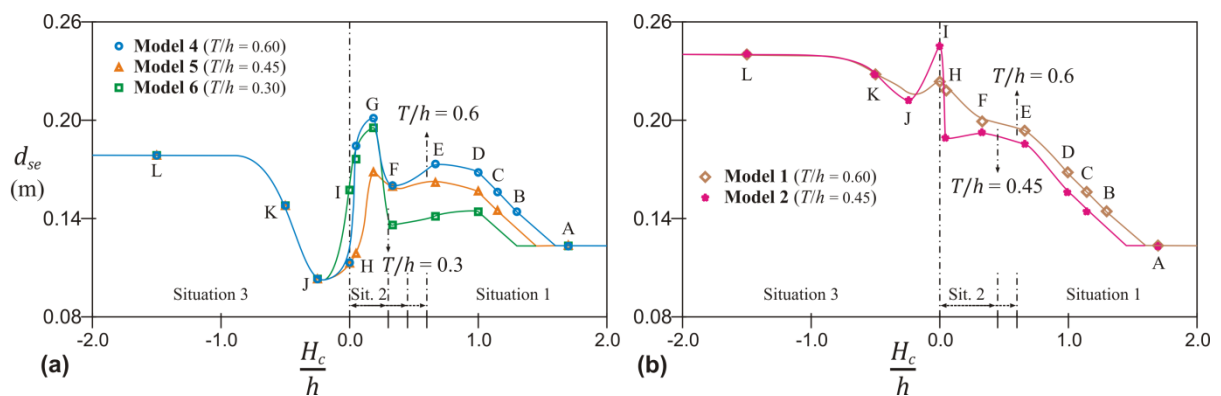 0.26
0.20
0.14
0.08
d_se
(m)
Model 4 (T/h = 0.60)
Model 5 (T/h = 0.45)
Model 6 (T/h = 0.30)
G
T/h = 0.6
E
D
F
C
B
L
I
K
A
H
J
T/h = 0.3
Situation 3
Sit. 2
Situation 1
-2.0
-1.0
0.0
1.0
2.0
H_c
h
(a)
0.26
0.20
0.14
0.08
I
T/h = 0.6
L
H
K
F
E
J
T/h = 0.45
D
C
B
Model 1 (T/h = 0.60)
Model 2 (T/h = 0.45)
A
Situation 3
Sit. 2
Situation 1
-2.0
-1.0
0.0
1.0
2.0
H_c
h
(b)